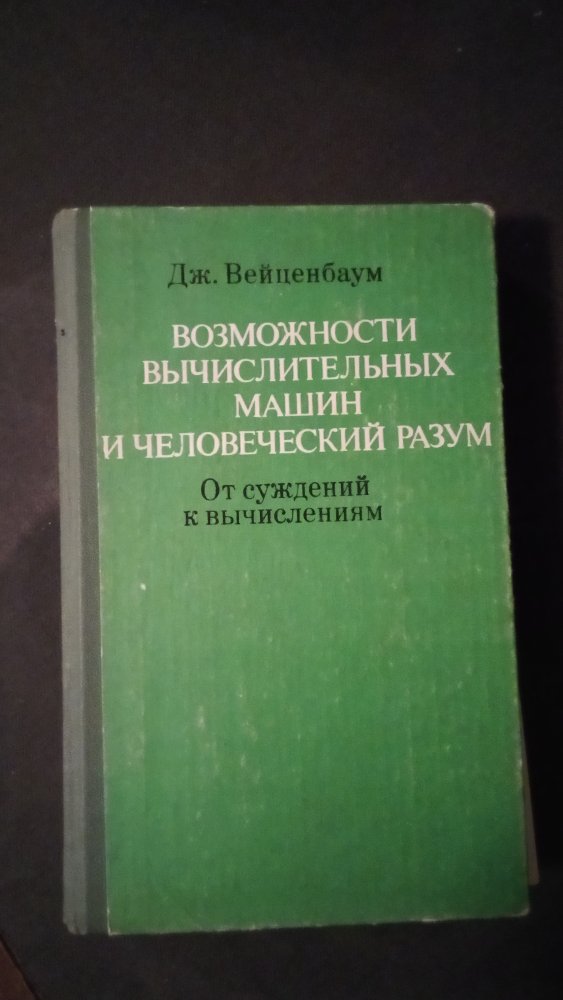 Дж. Вейценбаум
ВОЗМОЖНОСТИ
ВЫЧИСЛИТЕЛЬНЫХ
МАШИН
И ЧЕЛОВЕЧЕСКИЙ РАЗУМ
От суждений
к вычислениям